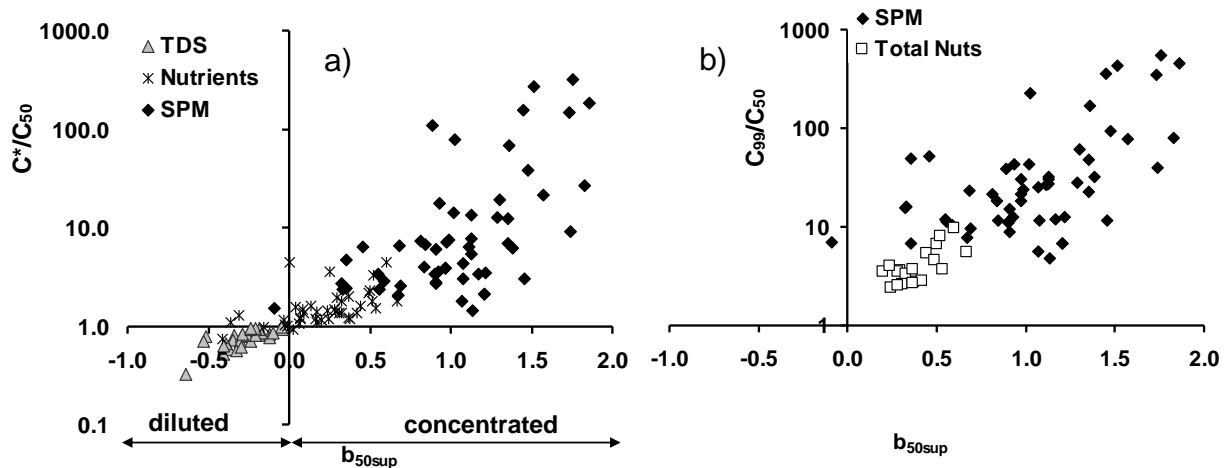 a)
C*/C50
1000.0
100.0
10.0
1.0
0.1
TDS
Nutrients
SPM
-1.0 -0.5 0 0.5 1.0 1.5 2.0
diluted concentrated
b50sup
b)
C99/C50
1000
100
10
1
SPM
Total Nuts
-1.0 -0.5 0.0 0.5 1.0 1.5 2.0
b50sup